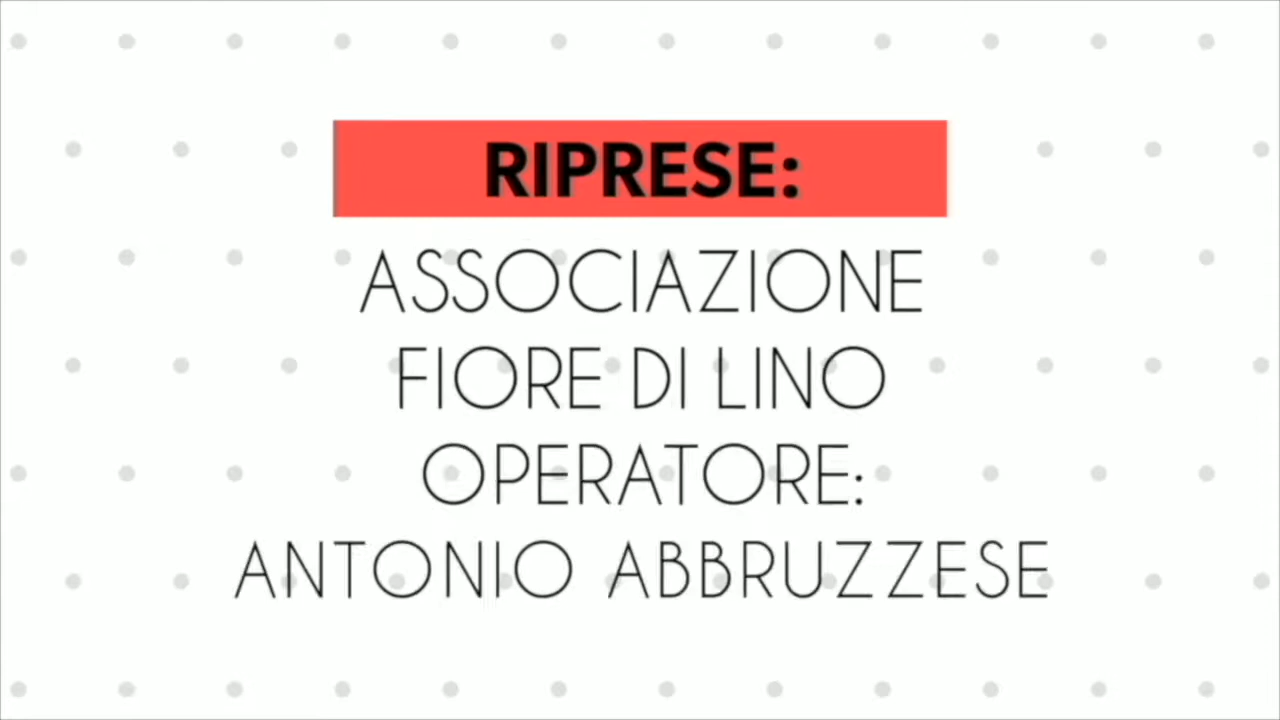 RIPRESE:
ASSOCIAZIONE
FIORE DI LINO
OPERATORE:
ANTONIO ABBRUZZESE